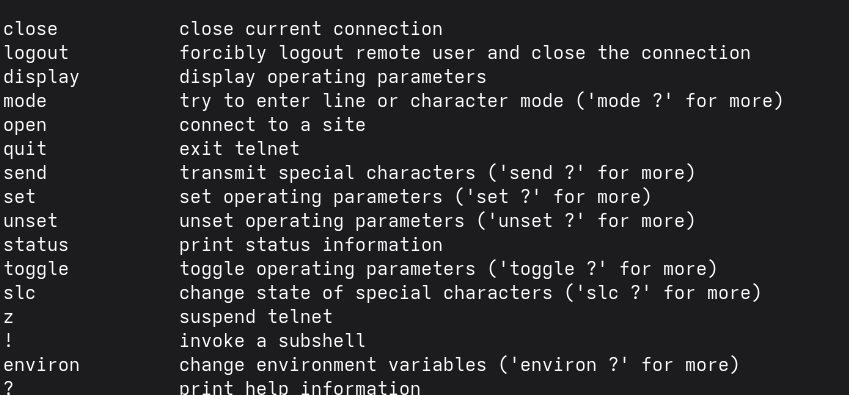 close           close current connection
logout          forcibly logout remote user and close the connection
display         display operating parameters
mode            try to enter line or character mode ('mode ?' for more)
open            connect to a site
quit            exit telnet
send            transmit special characters ('send ?' for more)
set             set operating parameters ('set ?' for more)
unset           unset operating parameters ('unset ?' for more)
status          print status information
toggle          toggle operating parameters ('toggle ?' for more)
slc             change state of special characters ('slc ?' for more)
z               suspend telnet
!               invoke a subshell
environ         change environment variables ('environ ?' for more)
?               print help information